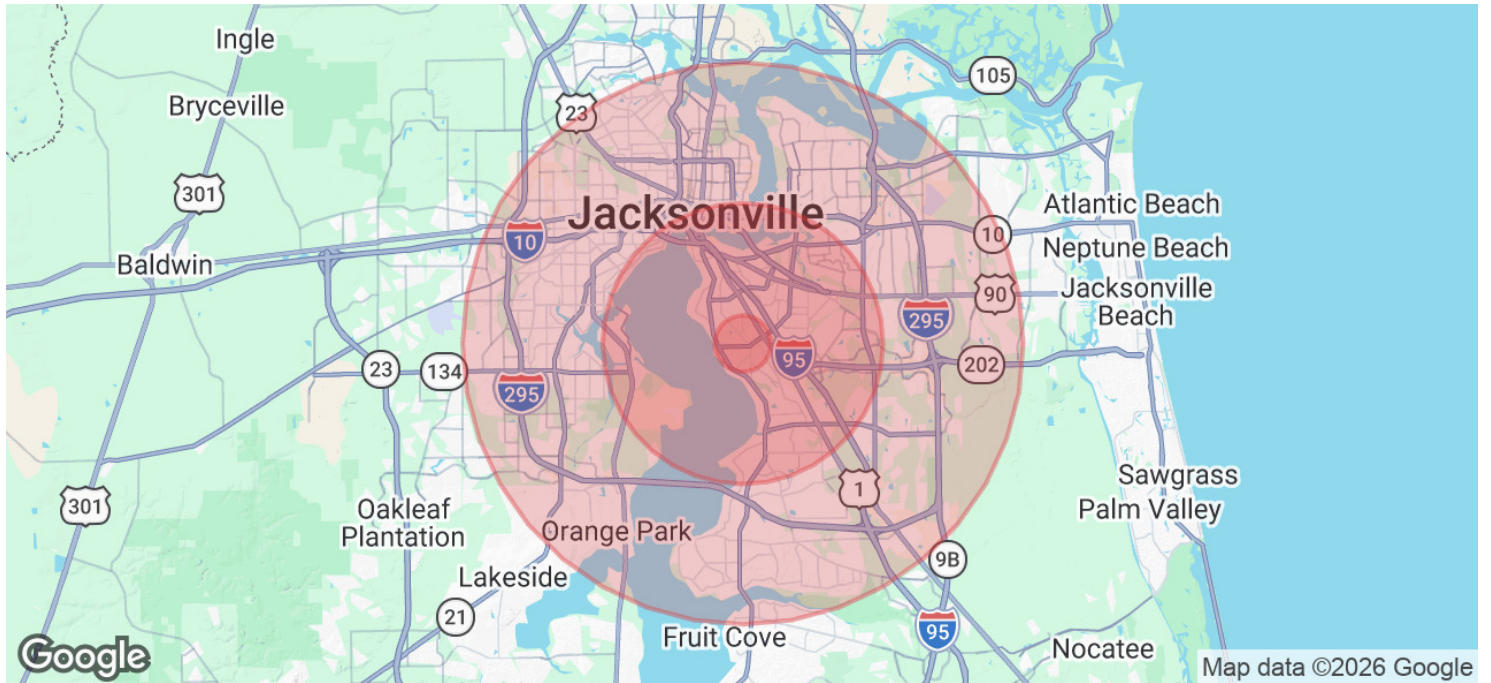 Ingle
105
Bryceville
23
301
Jacksonville
Atlantic Beach
10
10
Neptune Beach
Baldwin
90
Jacksonville
Beach
295
95
202
23
134
295
Sawgrass
1
301
Palm Valley
Oakleaf
Plantation
Orange Park
9B
Lakeside
21
95
Fruit Cove
Nocatee
Google
Map data ©2026 Google